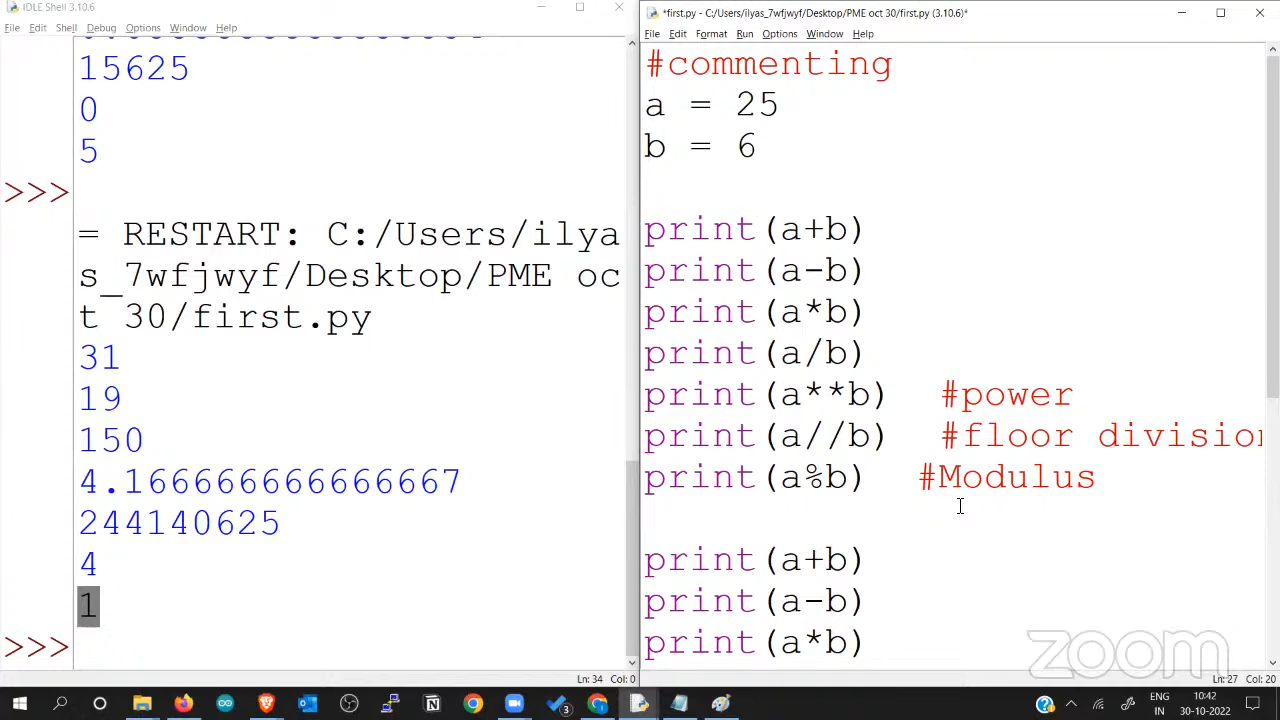 IDLE Shell 3.10.6
File Edit Shell Debug Options Window Help
15625
0
5
>>>
= RESTART: C:/Users/ilya
s_7wfjwyf/Desktop/PME oc
t 30/first.py
31
19
150
4.166666666666667
244140625
4
1
>>>
Ln: 34 Col: 0
*first.py - C:/Users/ilyas_7wfjwyf/Desktop/PME oct 30/first.py (3.10.6)*
File Edit Format Run Options Window Help
#commenting
a = 25
b = 6
print(a+b)
print(a-b)
print(a*b)
print(a/b)
print(a**b) #power
print(a//b) #floor division
print(a%b) #Modulus
print(a+b)
print(a-b)
print(a*b)
zoom
Ln: 27 Col: 20
3
ENG
IN
10:42
30-10-2022